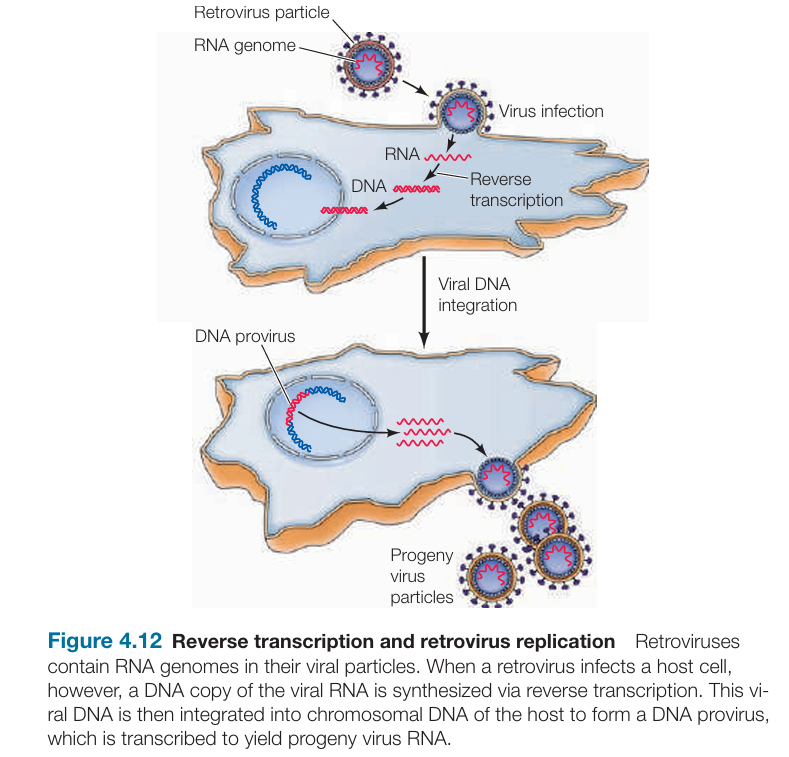 Retrovirus particle
RNA genome
Virus infection
RNA
DNA
Reverse
transcription
Viral DNA
integration
DNA provirus
Progeny
virus
particles
Figure 4.12 Reverse transcription and retrovirus replication Retroviruses
contain RNA genomes in their viral particles. When a retrovirus infects a host cell,
however, a DNA copy of the viral RNA is synthesized via reverse transcription. This vi-
ral DNA is then integrated into chromosomal DNA of the host to form a DNA provirus,
which is transcribed to yield progeny virus RNA.